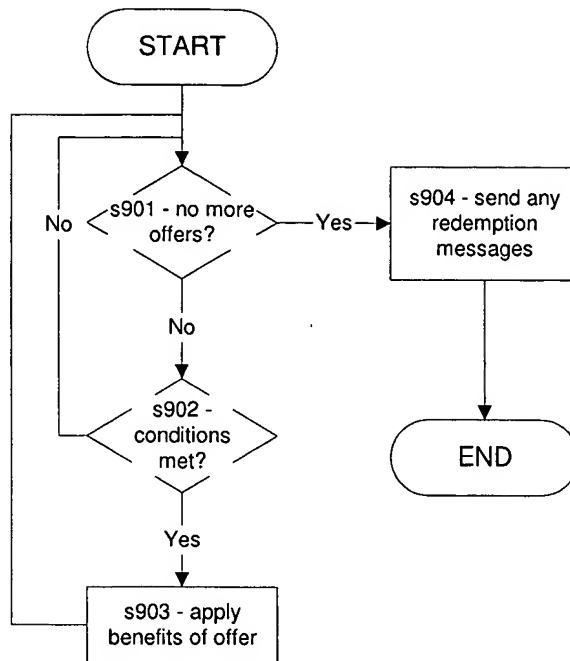 START
s901 - no more
offers?
Yes
s904 - send any
redemption
messages
No
No
s902 -
conditions
met?
END
Yes
s903 - apply
benefits of offer